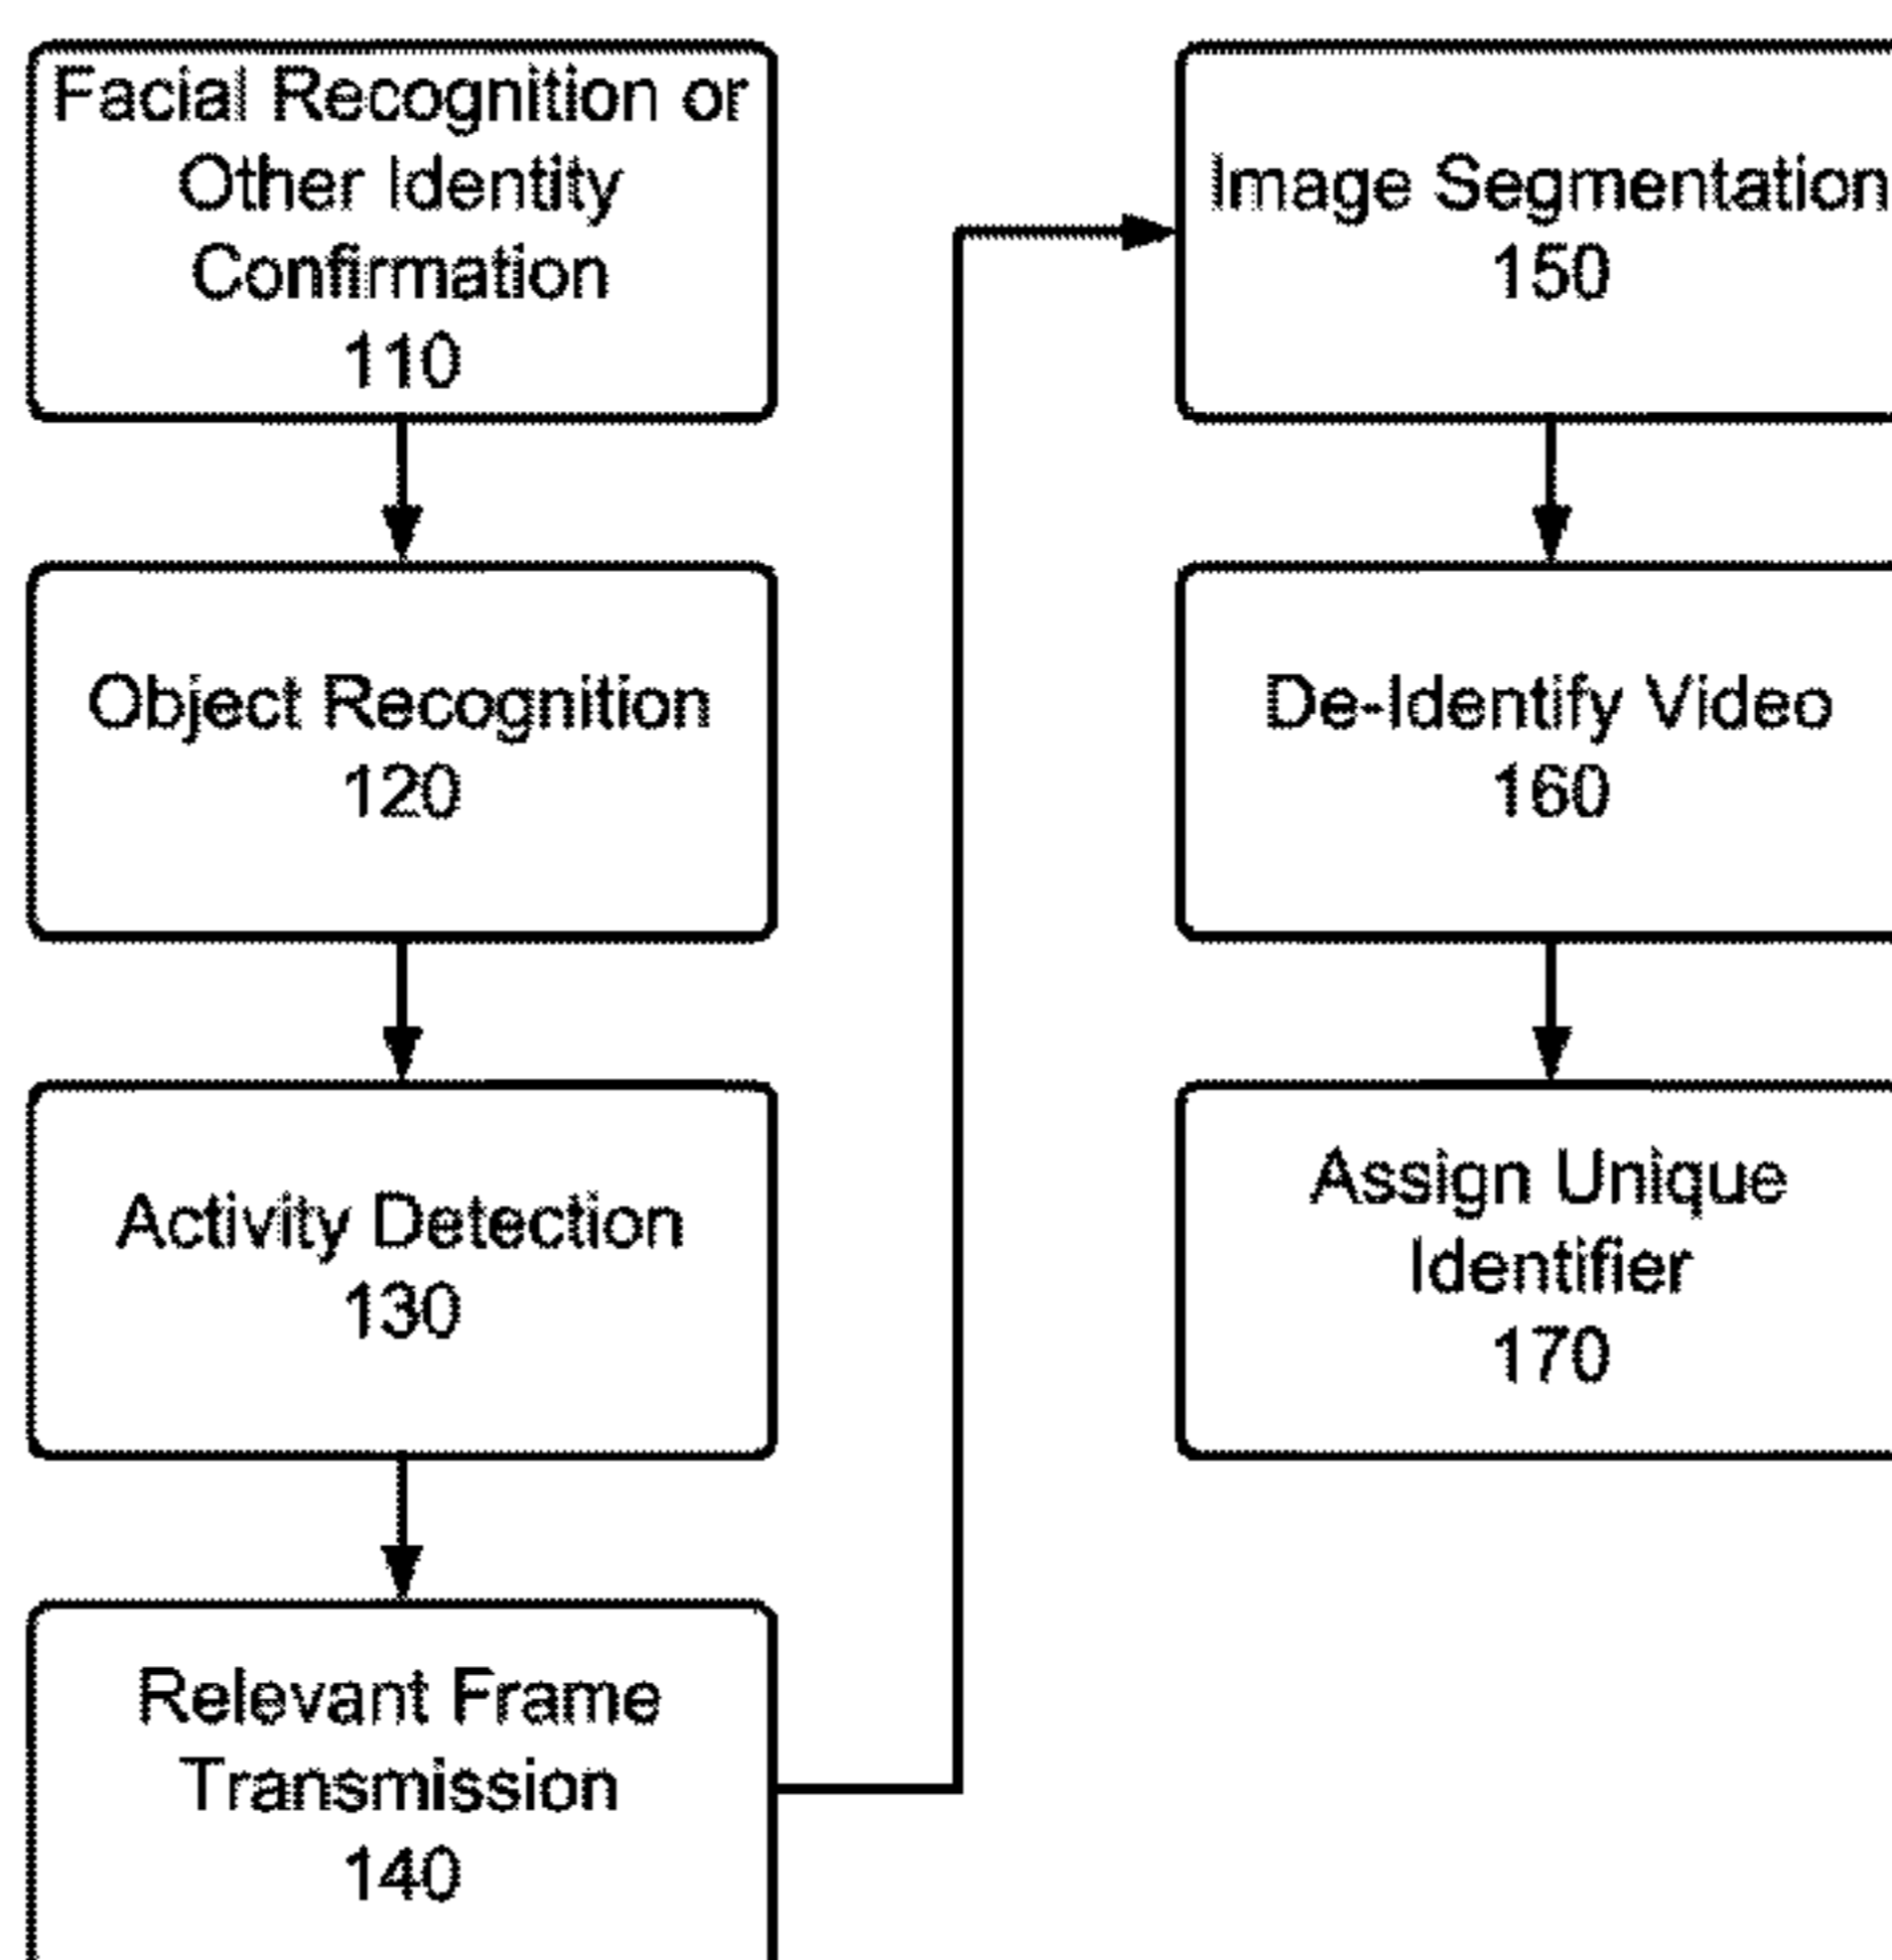 Facial Recognition or
Other Identity
Confirmation
110
Object Recognition
120
Activity Detection
130
Relevant Frame
Transmission
140
Image Segmentation
150
De-Identify Video
160
Assign Unique
Identifier
170